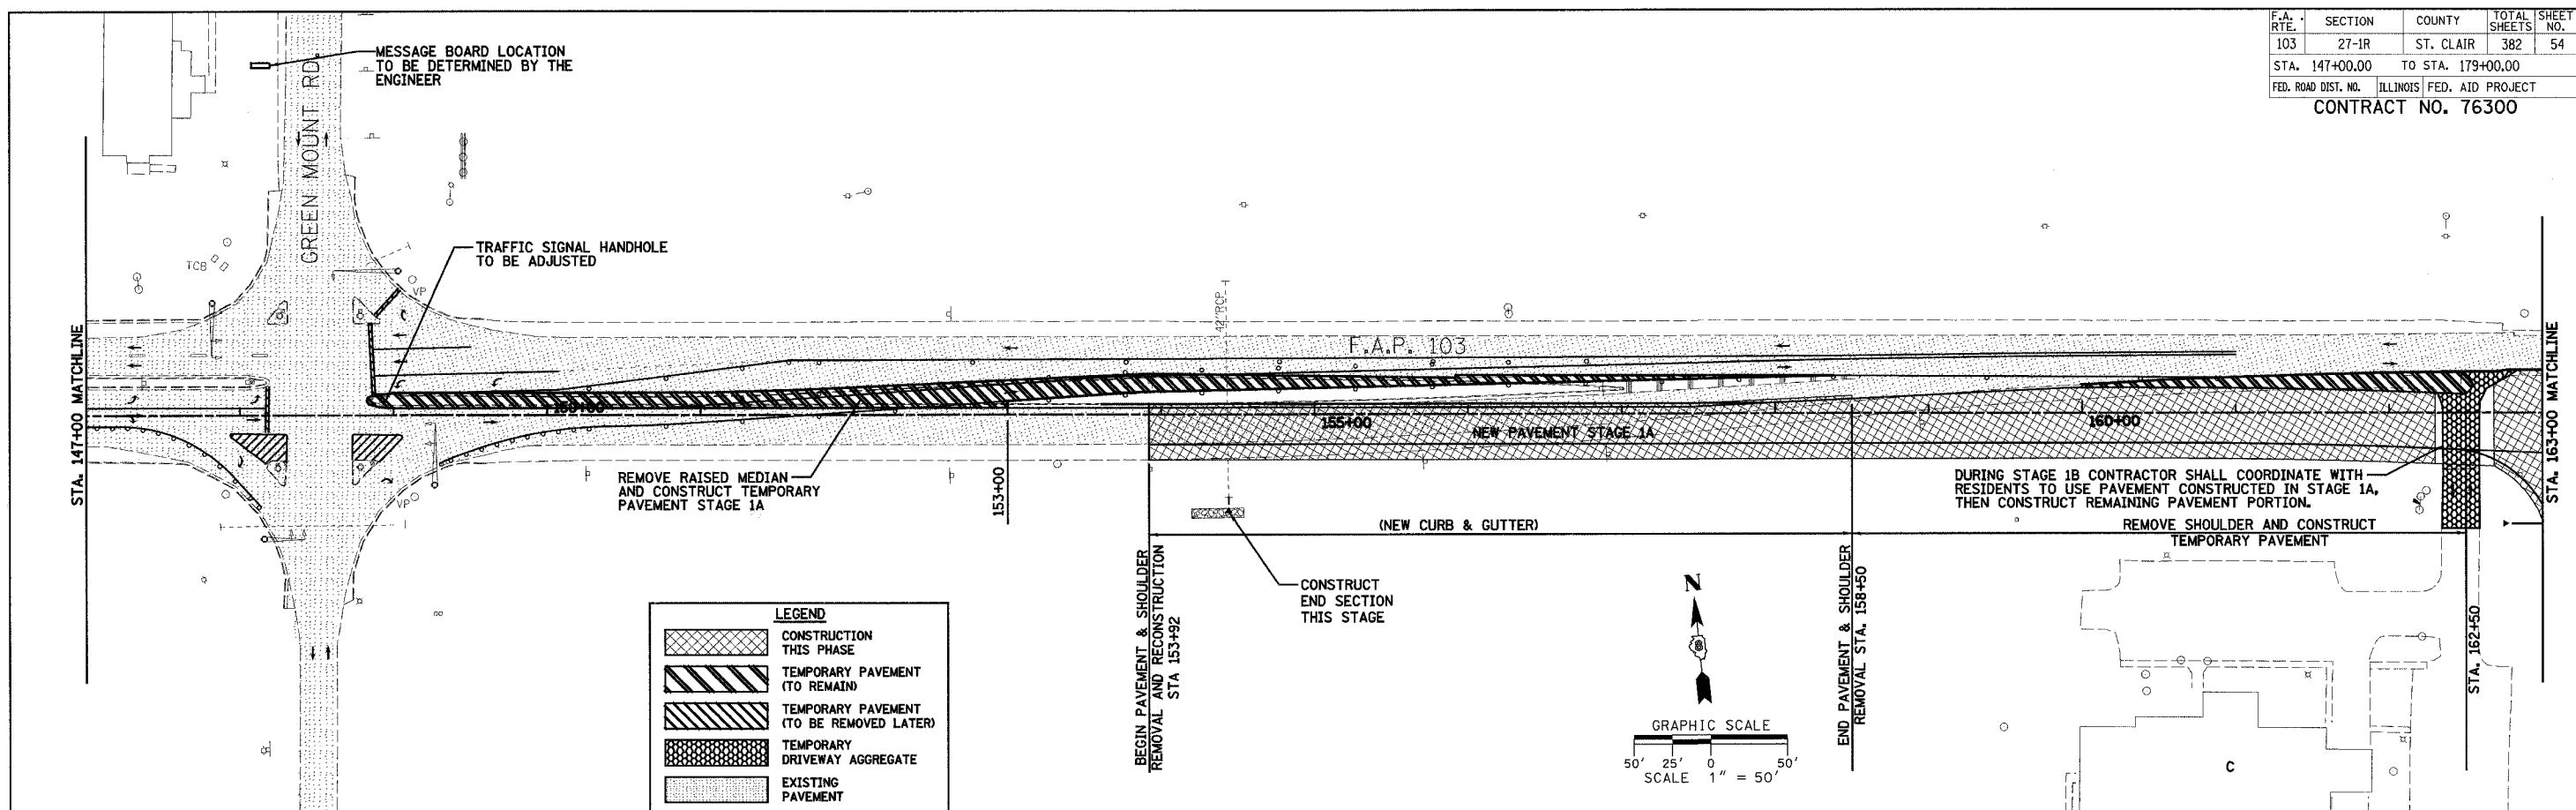 F.A. RTE. SECTION COUNTY TOTAL SHEETS SHEET NO.
103 27-1R ST. CLAIR 382 54
STA. 147+00.00 TO STA. 179+00.00
FED. ROAD DIST. NO. ILLINOIS FED. AID PROJECT
CONTRACT NO. 76300
MESSAGE BOARD LOCATION
TO BE DETERMINED BY THE
ENGINEER
GREEN MOUNT RD
TRAFFIC SIGNAL HANDHOLE
TO BE ADJUSTED
TCB
VP
42"RCP
F.A.P. 103
STA. 147+00 MATCHLINE
STA. 163+00 MATCHLINE
150+00
155+00
NEW PAVEMENT STAGE 1A
160+00
REMOVE RAISED MEDIAN
AND CONSTRUCT TEMPORARY
PAVEMENT STAGE 1A
153+00
VP
DURING STAGE 1B CONTRACTOR SHALL COORDINATE WITH
RESIDENTS TO USE PAVEMENT CONSTRUCTED IN STAGE 1A,
THEN CONSTRUCT REMAINING PAVEMENT PORTION.
(NEW CURB & GUTTER)
REMOVE SHOULDER AND CONSTRUCT
TEMPORARY PAVEMENT
CONSTRUCT
END SECTION
THIS STAGE
BEGIN PAVEMENT & SHOULDER
REMOVAL AND RECONSTRUCTION
STA 153+92
END PAVEMENT & SHOULDER
REMOVAL STA. 158+50
STA. 162+50
N
GRAPHIC SCALE
50' 25' 0 50'
SCALE 1" = 50'
C
LEGEND
CONSTRUCTION
THIS PHASE
TEMPORARY PAVEMENT
(TO REMAIN)
TEMPORARY PAVEMENT
(TO BE REMOVED LATER)
TEMPORARY
DRIVEWAY AGGREGATE
EXISTING
PAVEMENT